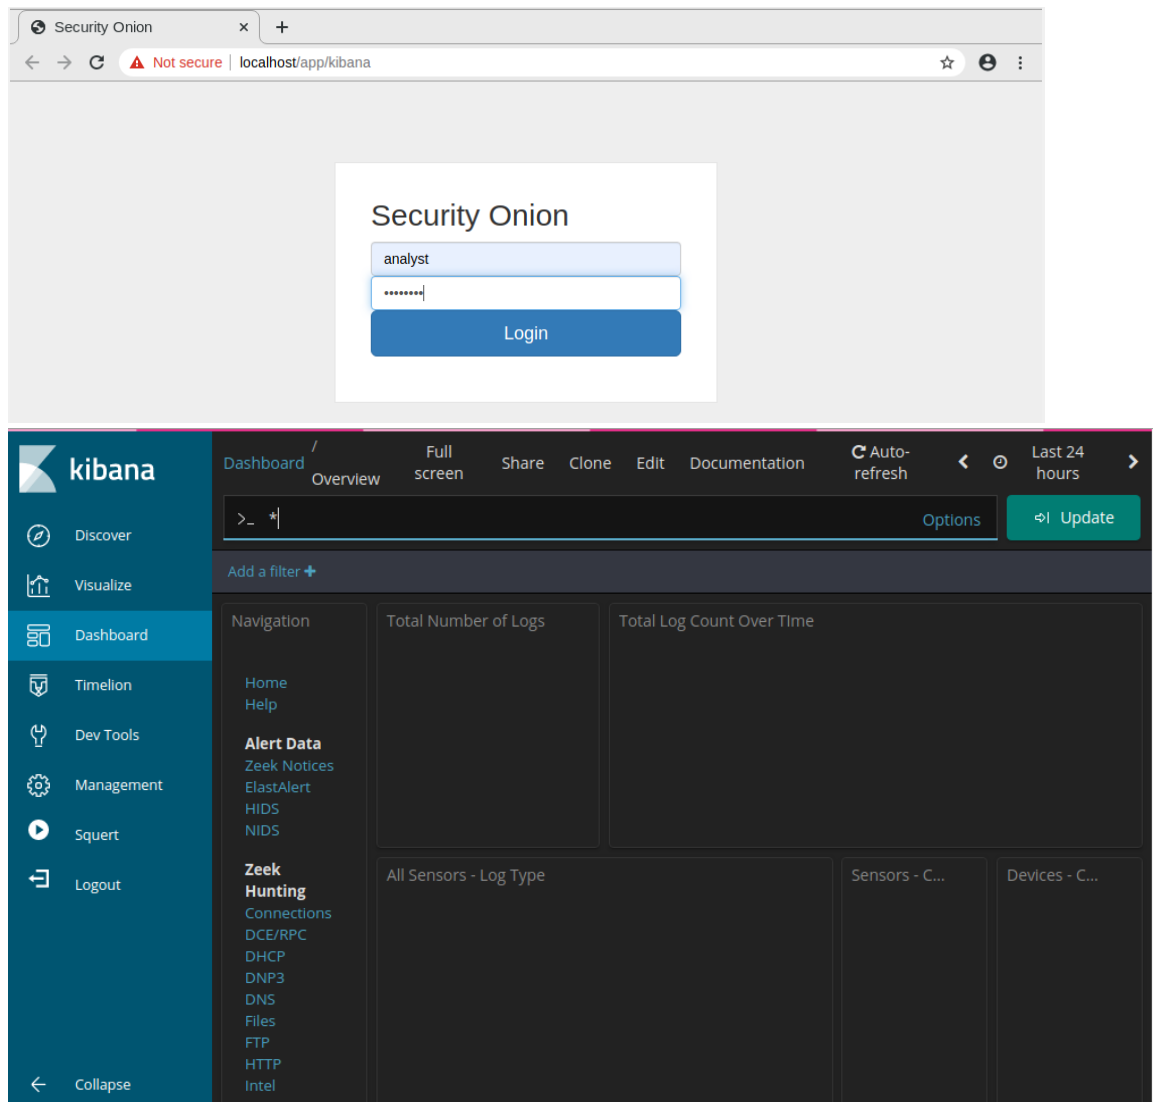 Security Onion
Not secure | localhost/app/kibana
Security Onion
analyst
••••••••
Login
kibana
Discover
Visualize
Dashboard
Timelion
Dev Tools
Management
Squert
Logout
Collapse
Dashboard / Overview
Full screen
Share
Clone
Edit
Documentation
Auto-refresh
Last 24 hours
>_ *
Options
Update
Add a filter +
Navigation
Home
Help
Alert Data
Zeek Notices
ElastAlert
HIDS
NIDS
Zeek
Hunting
Connections
DCE/RPC
DHCP
DNP3
DNS
Files
FTP
HTTP
Intel
Total Number of Logs
Total Log Count Over TIme
All Sensors - Log Type
Sensors - C...
Devices - C...